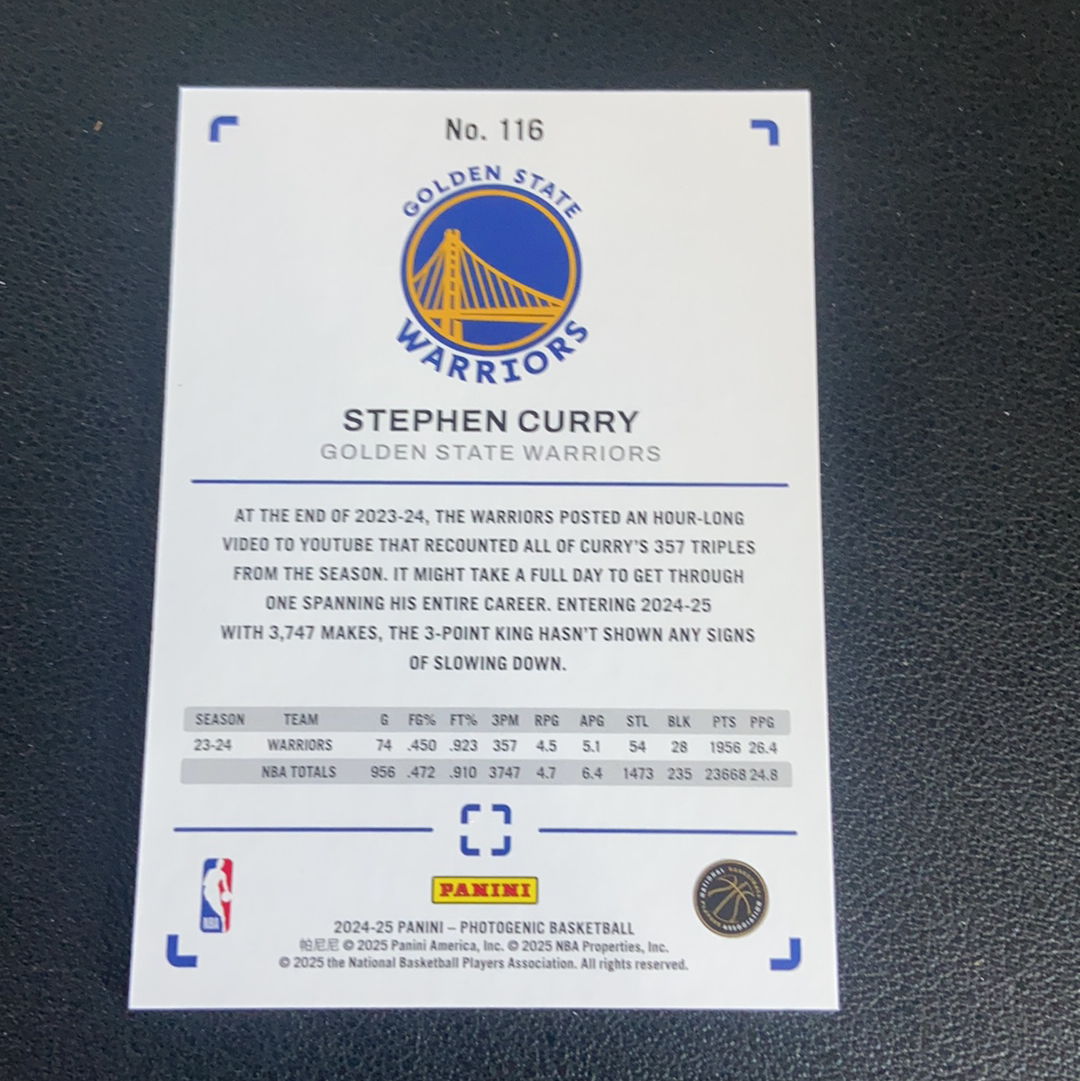 No. 116
GOLDEN STATE
WARRIORS
STEPHEN CURRY
GOLDEN STATE WARRIORS
AT THE END OF 2023-24, THE WARRIORS POSTED AN HOUR-LONG
VIDEO TO YOUTUBE THAT RECOUNTED ALL OF CURRY'S 357 TRIPLES
FROM THE SEASON. IT MIGHT TAKE A FULL DAY TO GET THROUGH
ONE SPANNING HIS ENTIRE CAREER. ENTERING 2024-25
WITH 3,747 MAKES, THE 3-POINT KING HASN'T SHOWN ANY SIGNS
OF SLOWING DOWN.
SEASON TEAM G FG% FT% 3PM RPG APG STL BLK PTS PPG
23-24 WARRIORS 74 .450 .923 357 4.5 5.1 54 28 1956 26.4
NBA TOTALS 956 .472 .910 3747 4.7 6.4 1473 235 23668 24.8
NBA
PANINI
NATIONAL BASKETBALL PLAYERS ASSOCIATION
2024-25 PANINI – PHOTOGENIC BASKETBALL
帕尼尼 © 2025 Panini America, Inc. © 2025 NBA Properties, Inc.
© 2025 the National Basketball Players Association. All rights reserved.